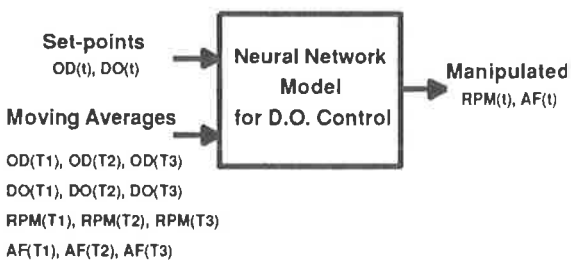 Set-points
OD(t), DO(t)
Neural Network
Model
for D.O. Control
Manipulated
RPM(t), AF(t)
Moving Averages
OD(T1), OD(T2), OD(T3)
DO(T1), DO(T2), DO(T3)
RPM(T1), RPM(T2), RPM(T3)
AF(T1), AF(T2), AF(T3)